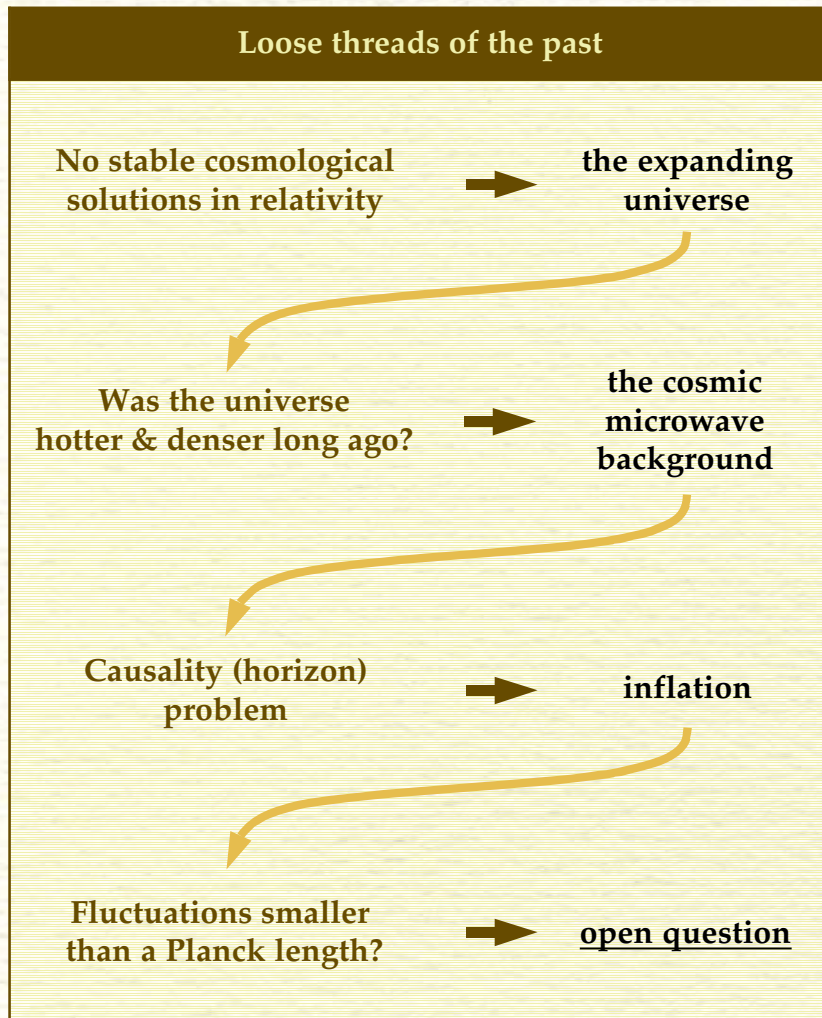 Loose threads of the past
No stable cosmological
solutions in relativity
the expanding
universe
Was the universe
hotter & denser long ago?
the cosmic
microwave
background
Causality (horizon)
problem
inflation
Fluctuations smaller
than a Planck length?
open question